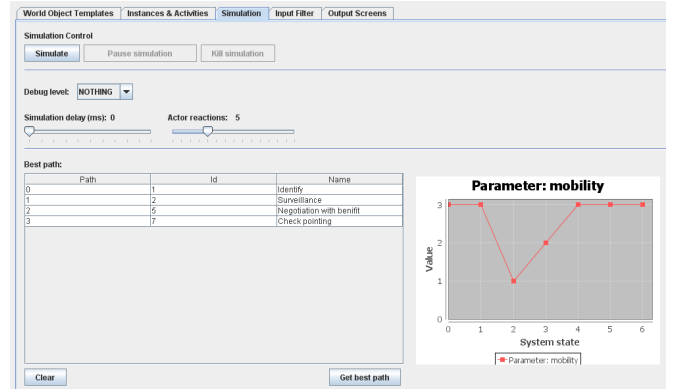 World Object Templates Instances & Activities Simulation Input Filter Output Screens
Simulation Control
Simulate Pause simulation Kill simulation
Debug level: NOTHING
Simulation delay (ms): 0 Actor reactions: 5
Best path:
Path Id Name
0 1 Identify
1 2 Surveillance
2 5 Negotiation with benifit
3 7 Check pointing
Clear Get best path
Parameter: mobility
Value
3
2
1
0
0 1 2 3 4 5 6
System state
Parameter: mobility